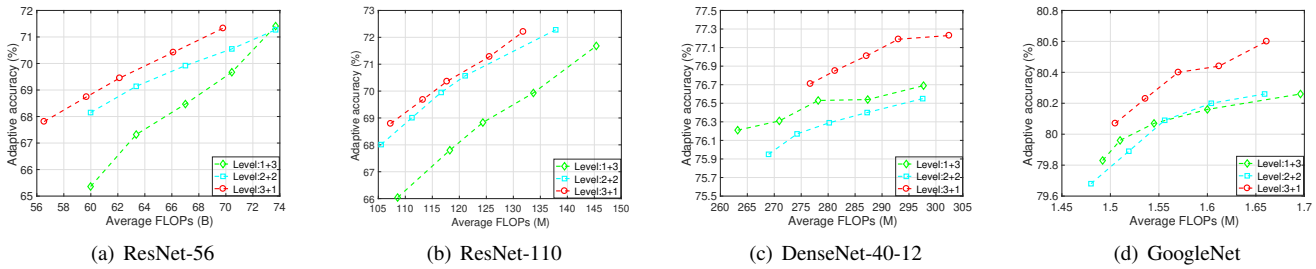 72
71
70
69
68
67
66
65
56 58 60 62 64 66 68 70 72 74
Adaptive accuracy (%)
Average FLOPs (B)
Level:1+3
Level:2+2
Level:3+1
(a) ResNet-56
73
72
71
70
69
68
67
66
105 110 115 120 125 130 135 140 145 150
Adaptive accuracy (%)
Average FLOPs (M)
Level:1+3
Level:2+2
Level:3+1
(b) ResNet-110
77.7
77.3
77.1
76.7
76.5
76.3
75.9
75.5
260 265 270 275 280 285 290 295 300 305
Adaptive accuracy (%)
Average FLOPs (M)
Level:1+3
Level:2+2
Level:3+1
(c) DenseNet-40-12
80.8
80.6
80.4
80.2
80
79.8
79.6
1.45 1.5 1.55 1.6 1.65 1.7
Adaptive accuracy (%)
Average FLOPs (M)
Level:1+3
Level:2+2
Level:3+1
(d) GoogleNet